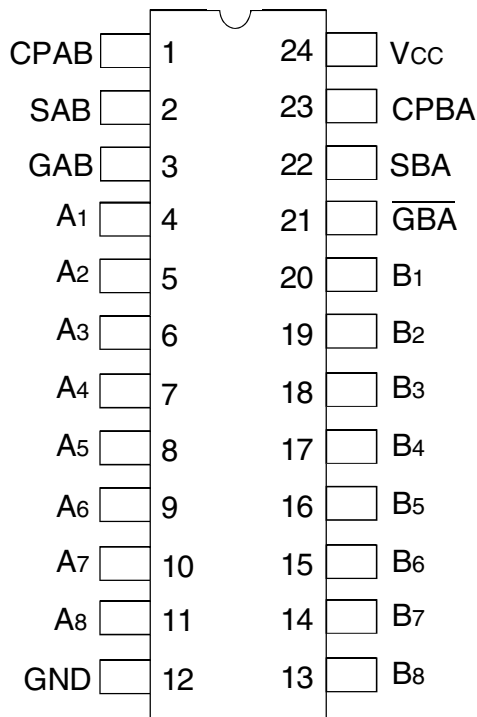 CPAB 1 24 VCC
SAB 2 23 CPBA
GAB 3 22 SBA
A1 4 21 G̅B̅A̅
A2 5 20 B1
A3 6 19 B2
A4 7 18 B3
A5 8 17 B4
A6 9 16 B5
A7 10 15 B6
A8 11 14 B7
GND 12 13 B8